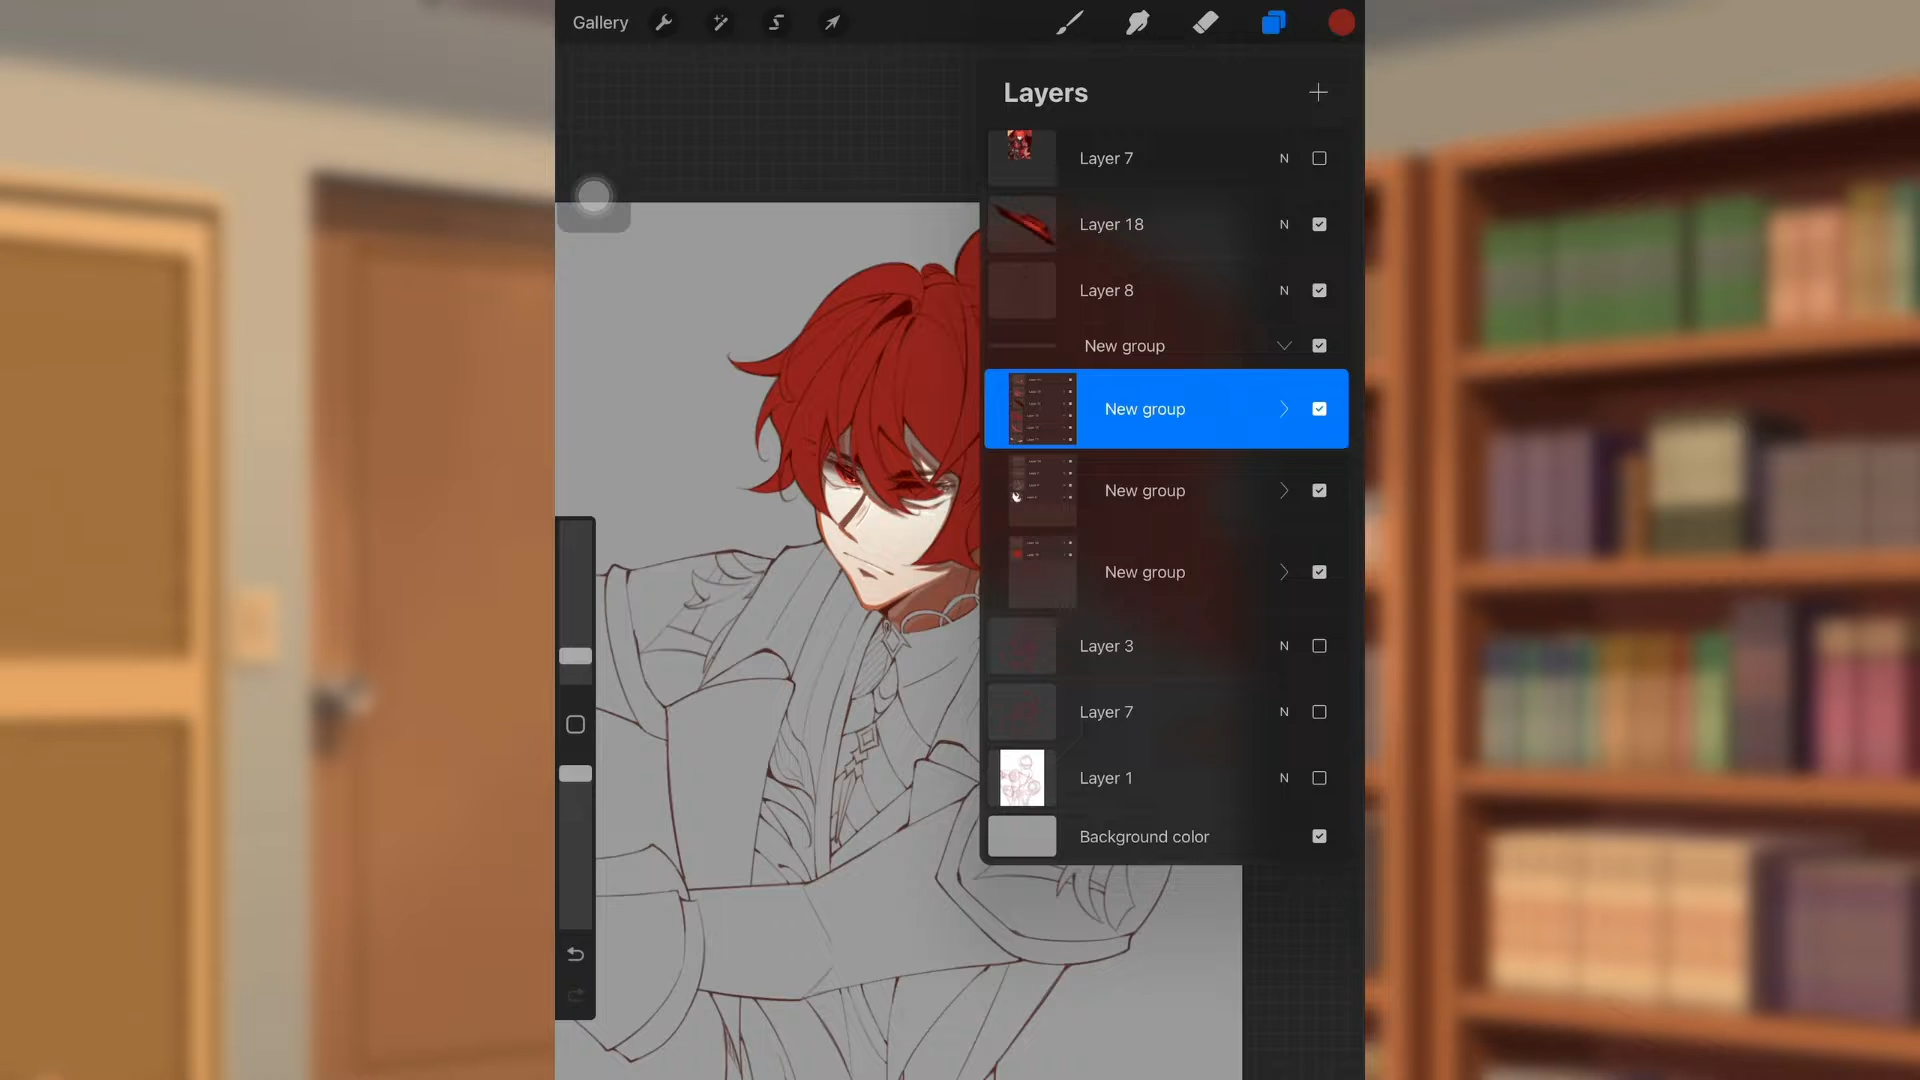 Gallery
Layers
Layer 7 N
Layer 18 N
Layer 8 N
New group
New group
New group
New group
Layer 3 N
Layer 7 N
Layer 1 N
Background color